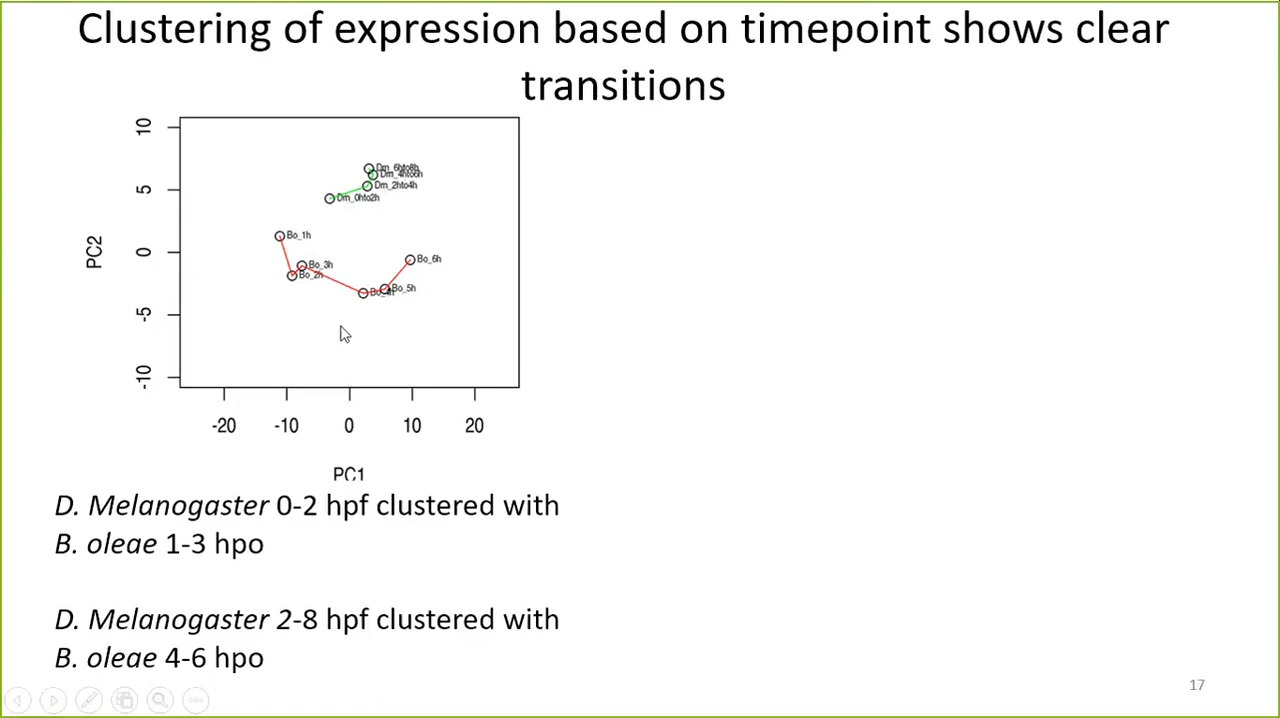 Clustering of expression based on timepoint shows clear
transitions
10
5
0
-5
-10
PC2
Dm_6hto8h
Dm_4hto6h
Dm_2hto4h
Dm_0hto2h
Bo_1h
Bo_3h
Bo_2h
Bo_6h
Bo_5h
-20 -10 0 10 20
PC1
D. Melanogaster 0-2 hpf clustered with
B. oleae 1-3 hpo
D. Melanogaster 2-8 hpf clustered with
B. oleae 4-6 hpo
17